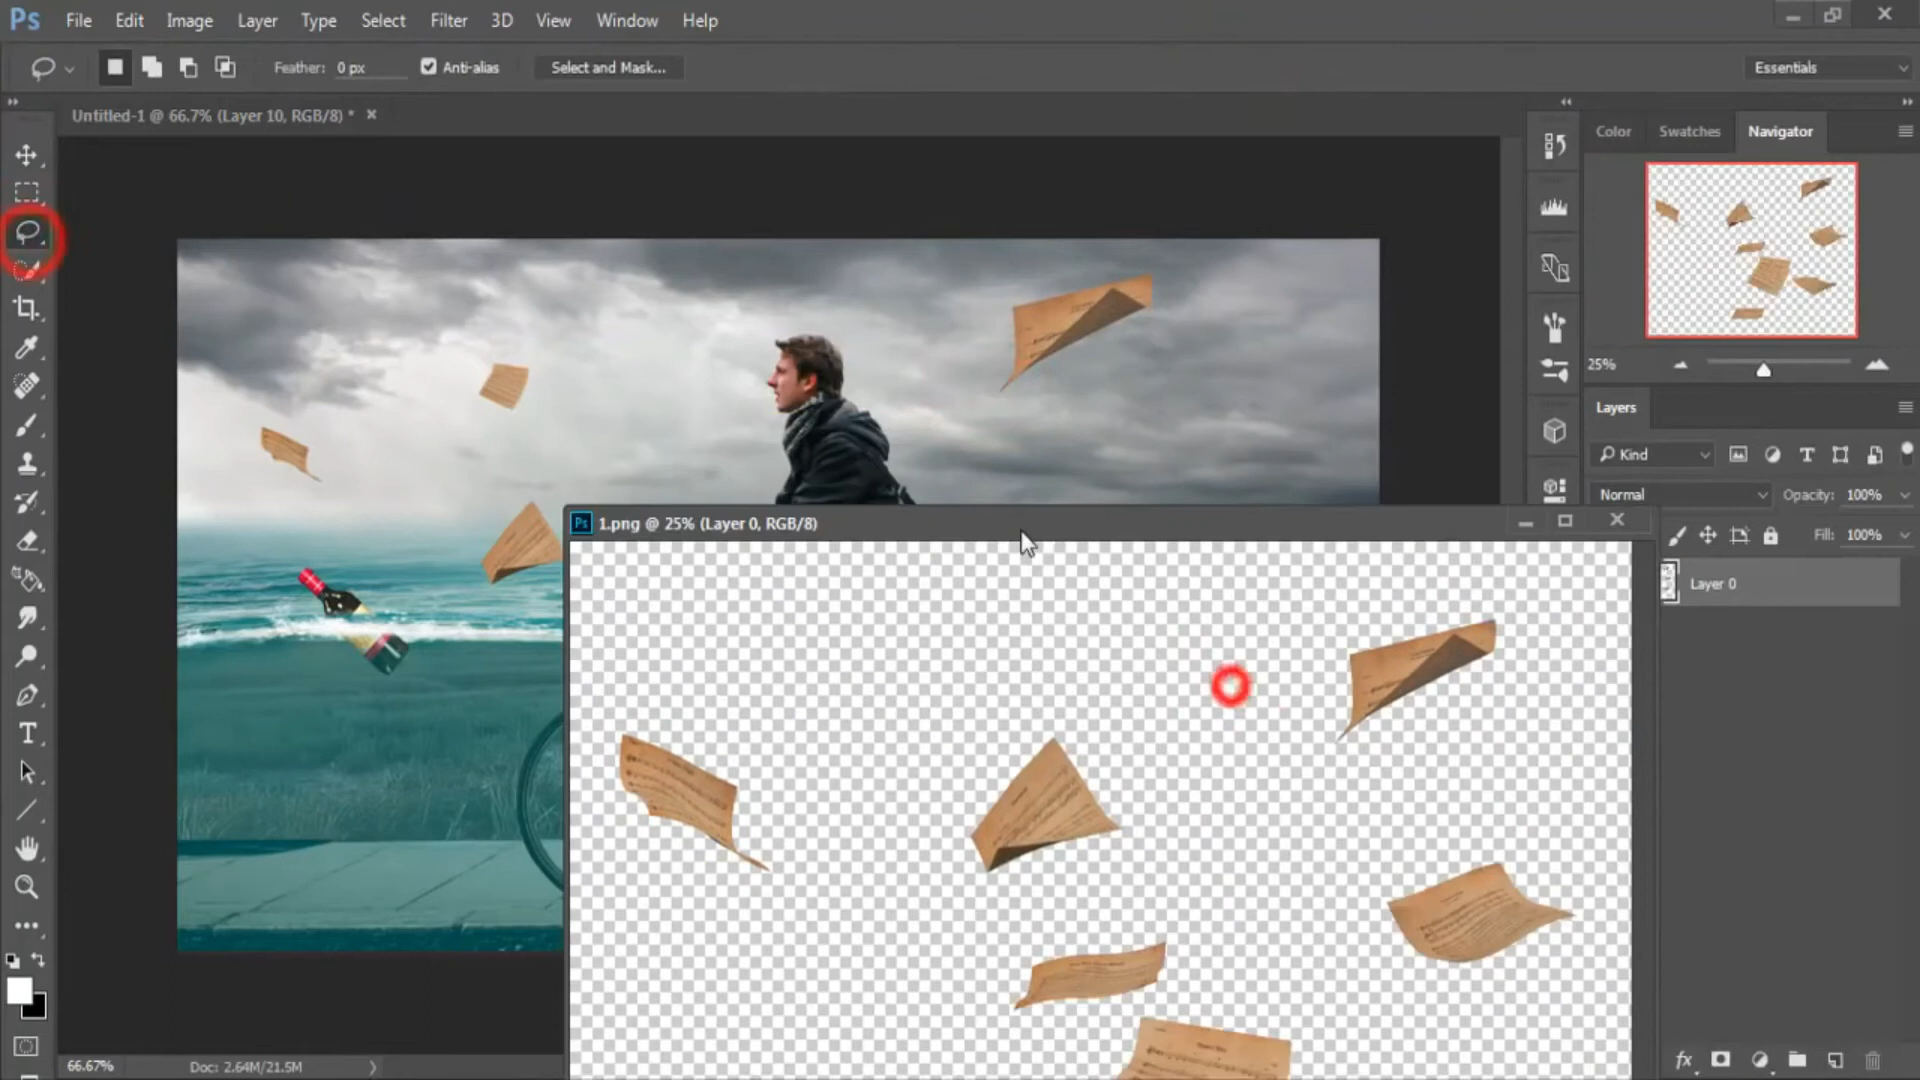 Ps File Edit Image Layer Type Select Filter 3D View Window Help
Feather: 0 px Anti-alias Select and Mask... Essentials
Untitled-1 @ 66.7% (Layer 10, RGB/8) *
Color Swatches Navigator
25%
Layers
Kind
Normal Opacity: 100%
Ps 1.png @ 25% (Layer 0, RGB/8)
Fill: 100%
Layer 0
66.67% Doc: 2.64M/21.5M
fx